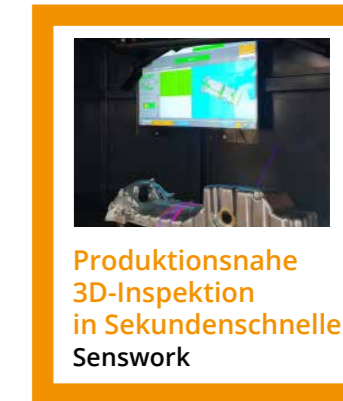 Produktionsnahe
3D-Inspektion
in Sekundenschnelle
Senswork